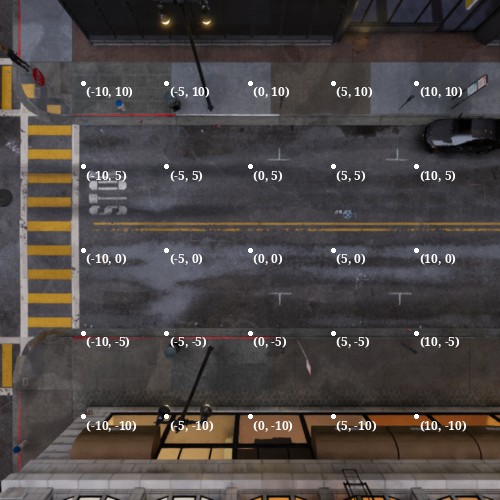 (-10, 10) (-5, 10) (0, 10) (5, 10) (10, 10)
(-10, 5) (-5, 5) (0, 5) (5, 5) (10, 5)
(-10, 0) (-5, 0) (0, 0) (5, 0) (10, 0)
(-10, -5) (-5, -5) (0, -5) (5, -5) (10, -5)
(-10, -10) (-5, -10) (0, -10) (5, -10) (10, -10)